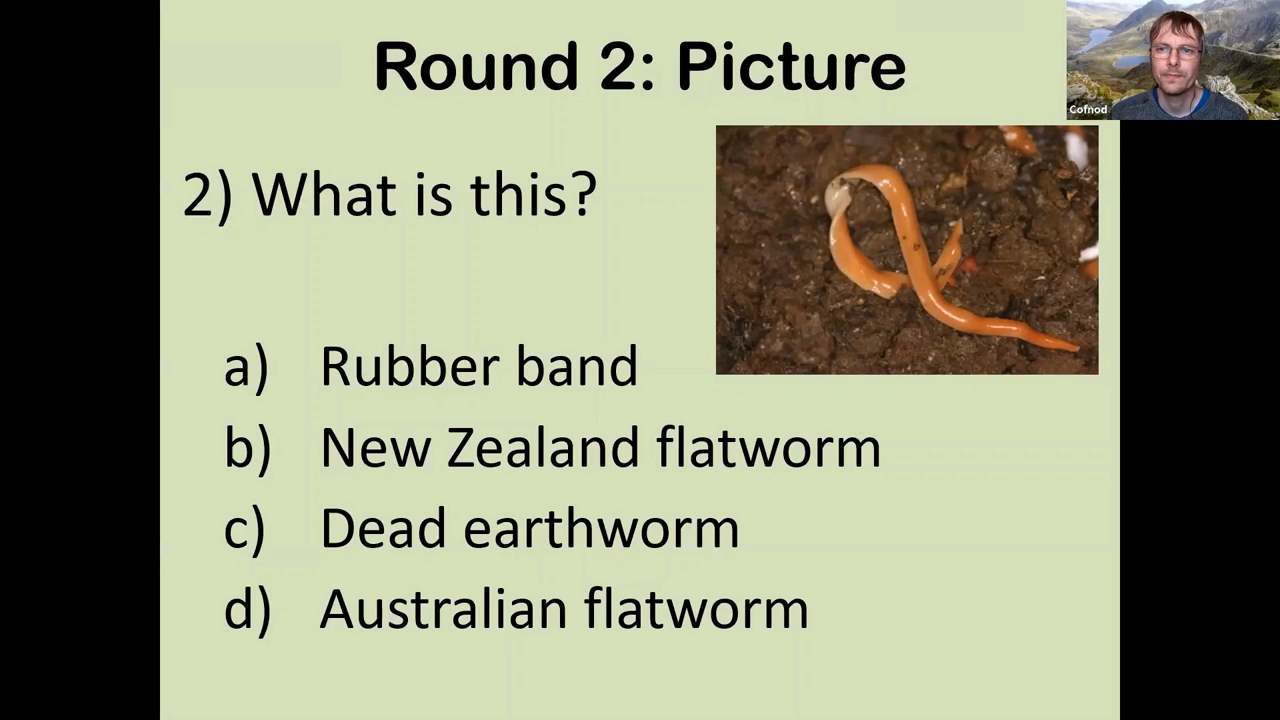 Round 2: Picture
Cofnod
2) What is this?
a) Rubber band
b) New Zealand flatworm
c) Dead earthworm
d) Australian flatworm